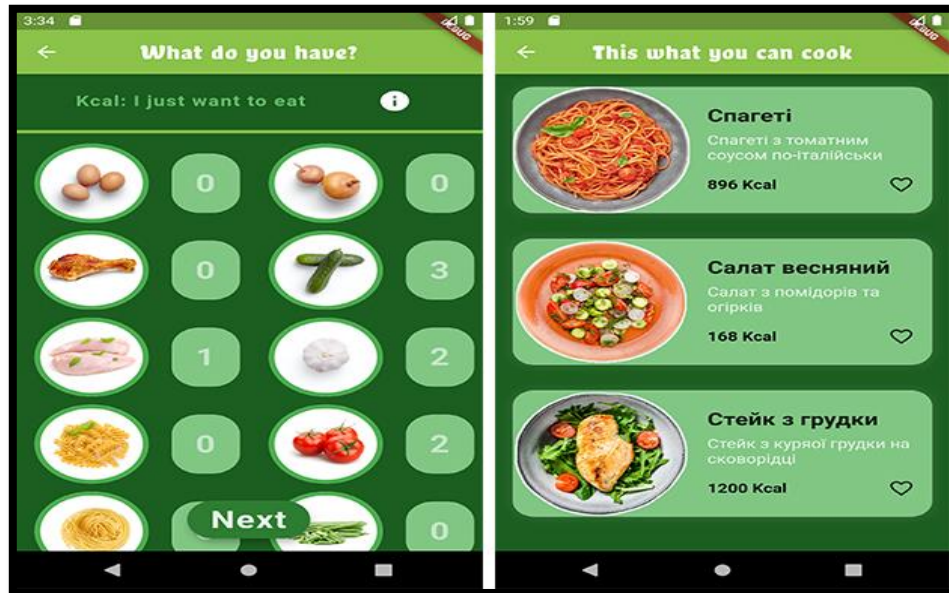 3:34
DEBUG
What do you have?
Kcal: I just want to eat
i
0
0
0
3
1
2
0
2
Next
0
1:59
DEBUG
This what you can cook
Спагеті
Спагеті з томатним
соусом по-італійськи
896 Kcal
Салат весняний
Салат з помідорів та
огірків
168 Kcal
Стейк з грудки
Стейк з куряої грудки на
сковорідці
1200 Kcal